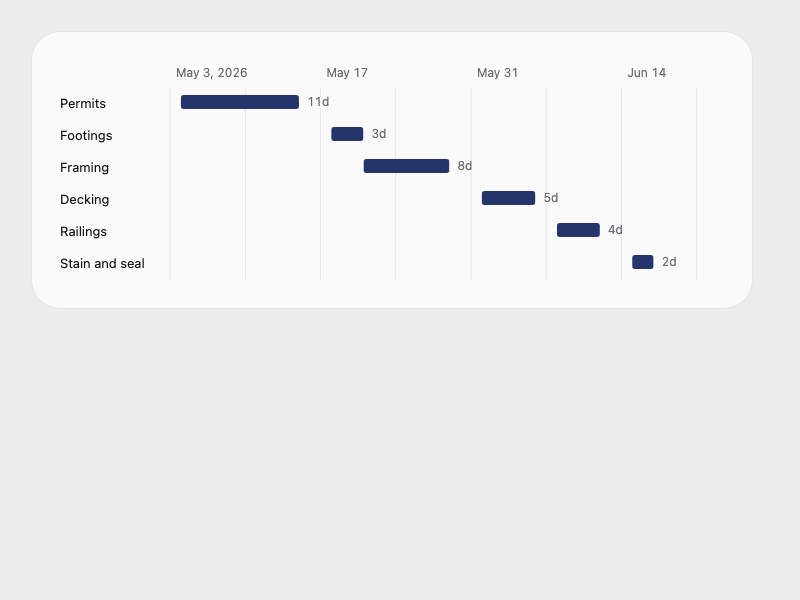 May 3, 2026 May 17 May 31 Jun 14
Permits 11d
Footings 3d
Framing 8d
Decking 5d
Railings 4d
Stain and seal 2d